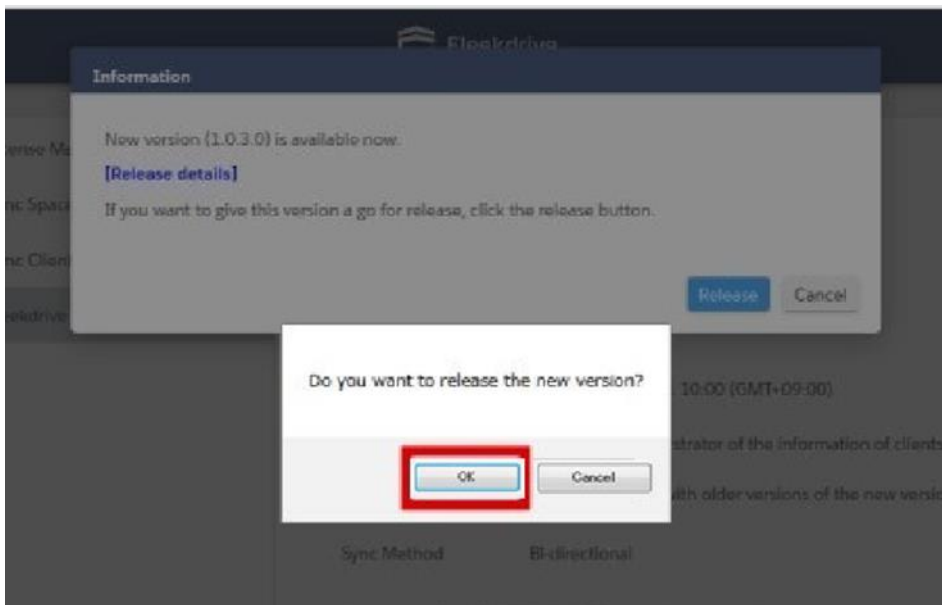 Fleekdrive
Information
New version (1.0.3.0) is available now.
[Release details]
If you want to give this version a go for release, click the release button.
Release
Cancel
Do you want to release the new version?
10:00 (GMT+09:00)
of the information of clients
OK
Cancel
with older versions of the new
Sync Method
Bi-directional